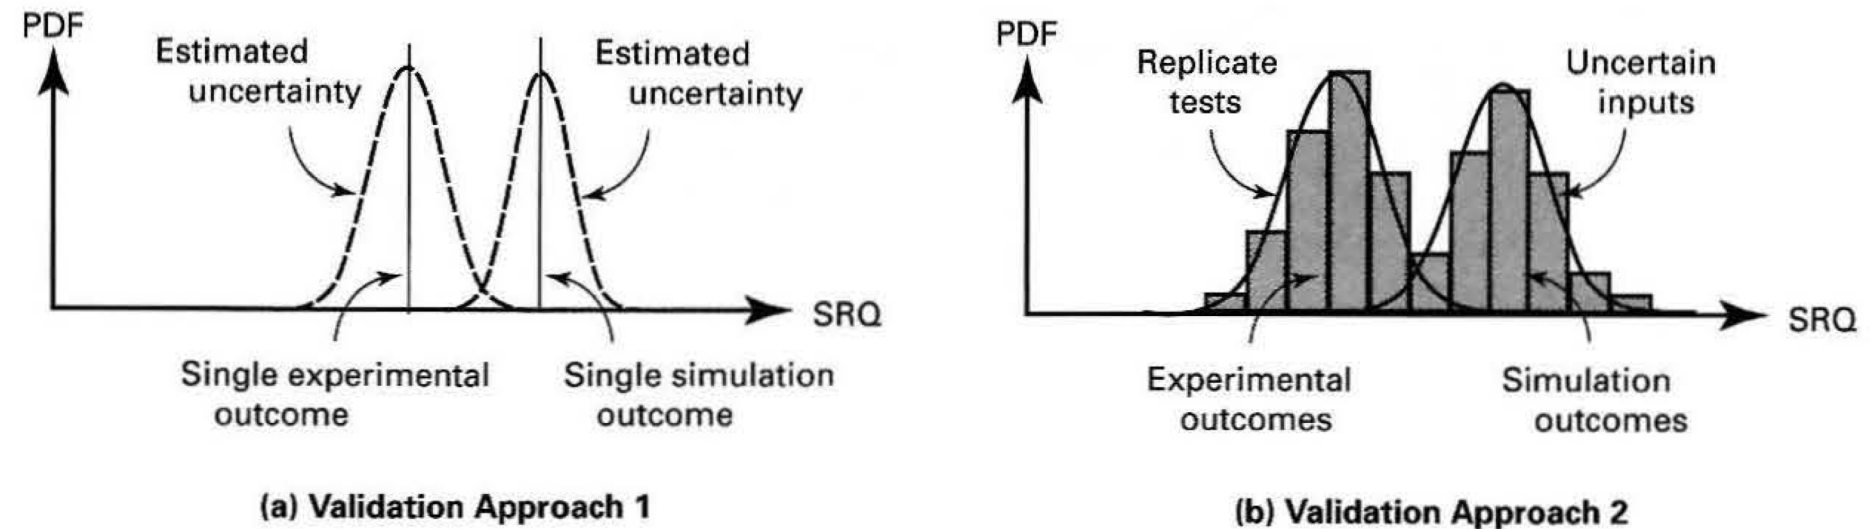 PDF
Estimated
uncertainty
Estimated
uncertainty
SRQ
Single experimental
outcome
Single simulation
outcome
(a) Validation Approach 1
PDF
Replicate
tests
Uncertain
inputs
SRQ
Experimental
outcomes
Simulation
outcomes
(b) Validation Approach 2